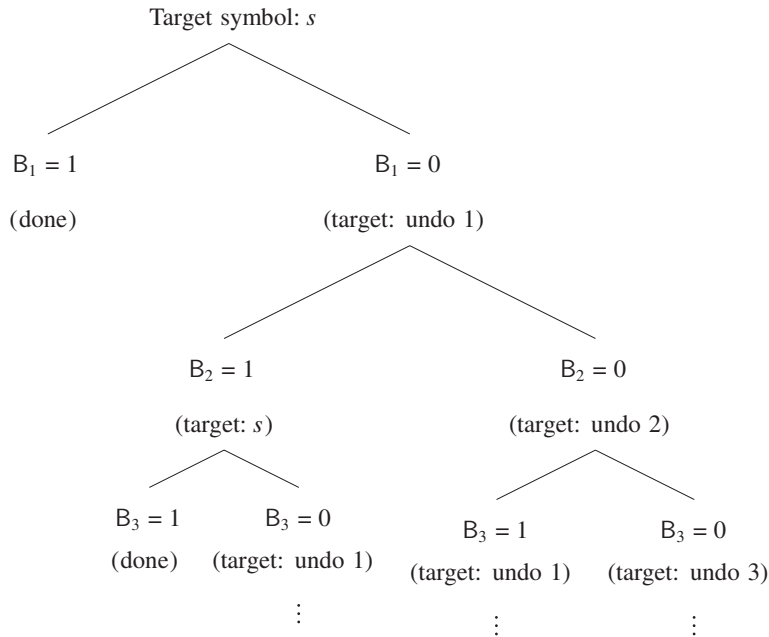 Target symbol: s
B₁ = 1 B₁ = 0
(done) (target: undo 1)
B₂ = 1 B₂ = 0
(target: s) (target: undo 2)
B₃ = 1 B₃ = 0 B₃ = 1 B₃ = 0
(done) (target: undo 1) (target: undo 1) (target: undo 3)
⋮ ⋮ ⋮